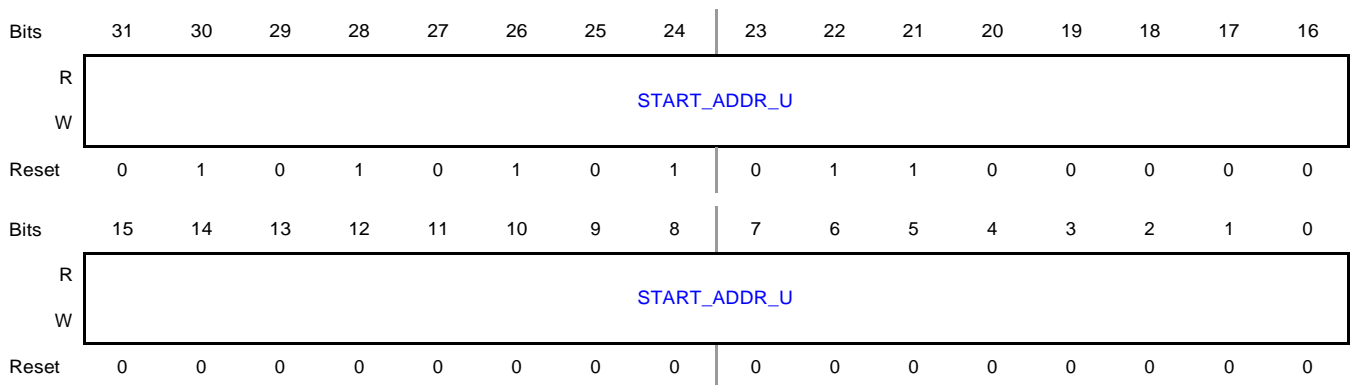 Bits 31 30 29 28 27 26 25 24 23 22 21 20 19 18 17 16
R
START_ADDR_U
W
Reset 0 1 0 1 0 1 0 1 0 1 1 0 0 0 0 0
Bits 15 14 13 12 11 10 9 8 7 6 5 4 3 2 1 0
R
START_ADDR_U
W
Reset 0 0 0 0 0 0 0 0 0 0 0 0 0 0 0 0